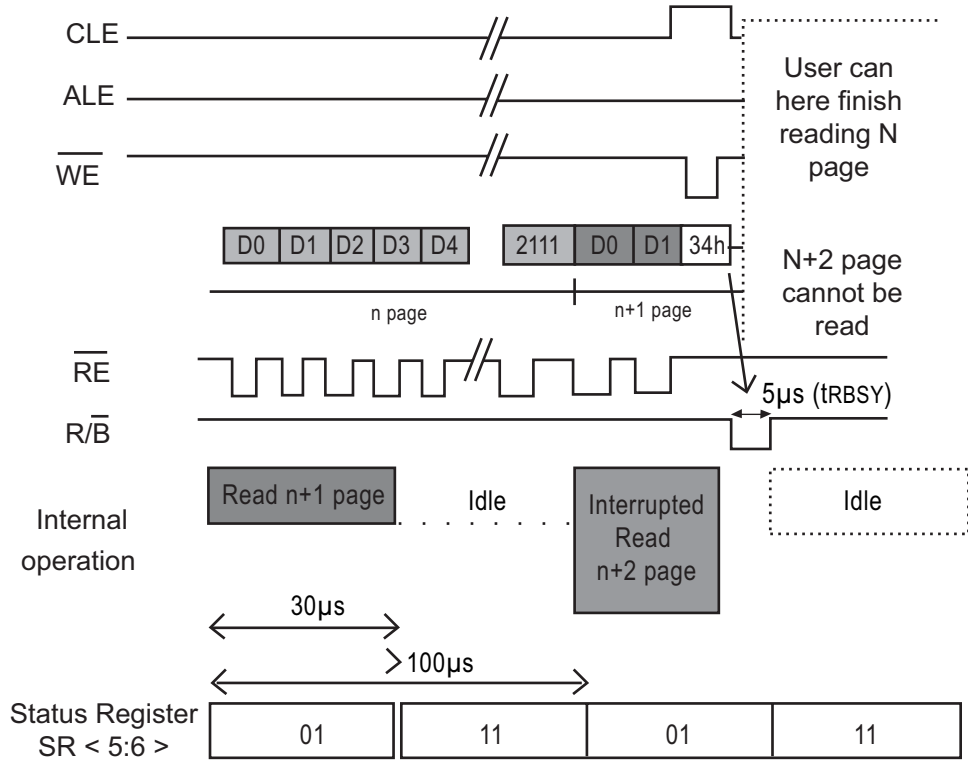 CLE
ALE
WE
User can
here finish
reading N
page
D0 D1 D2 D3 D4 2111 D0 D1 34h
n page
n+1 page
N+2 page
cannot be
read
RE
5µs (tRBSY)
R/B
Internal
operation
Read n+1 page
Idle
Interrupted
Read
n+2 page
Idle
30µs
>100µs
Status Register
SR < 5:6 >
01 11 01 11